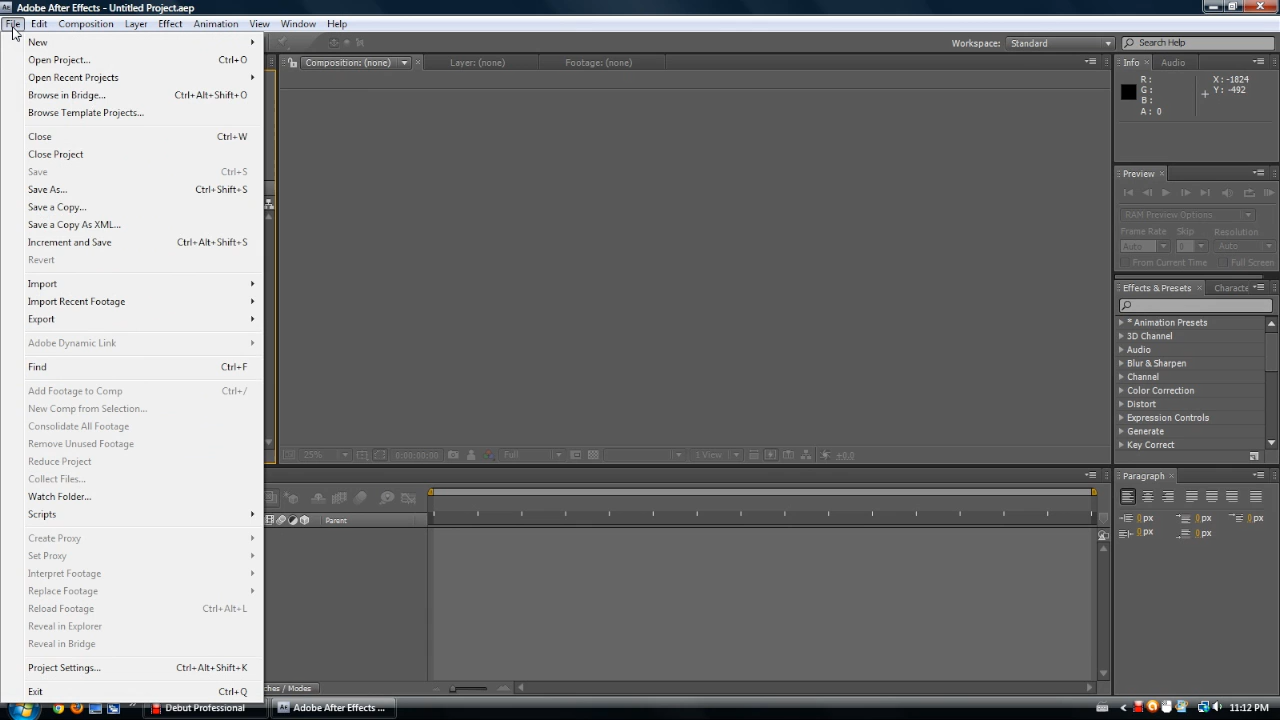 Adobe After Effects - Untitled Project.aep
File Edit Composition Layer Effect Animation View Window Help
Workspace: Standard Search Help
New
Open Project... Ctrl+O
Open Recent Projects
Browse in Bridge... Ctrl+Alt+Shift+O
Browse Template Projects...
Close Ctrl+W
Close Project
Save Ctrl+S
Save As... Ctrl+Shift+S
Save a Copy...
Save a Copy As XML...
Increment and Save Ctrl+Alt+Shift+S
Revert
Import
Import Recent Footage
Export
Adobe Dynamic Link
Find Ctrl+F
Add Footage to Comp Ctrl+/
New Comp from Selection...
Consolidate All Footage
Remove Unused Footage
Reduce Project
Collect Files...
Watch Folder...
Scripts
Create Proxy
Set Proxy
Interpret Footage
Replace Footage
Reload Footage Ctrl+Alt+L
Reveal in Explorer
Reveal in Bridge
Project Settings... Ctrl+Alt+Shift+K
Exit Ctrl+Q
Composition: (none) Layer: (none) Footage: (none)
25% 0:00:00:00 Full 1 View +0.0
Parent
ches / Modes
Info Audio
R: X: -1824
G: Y: -492
B:
A: 0
Preview
RAM Preview Options
Frame Rate Skip Resolution
Auto 0 Auto
From Current Time Full Screen
Effects & Presets Characte
* Animation Presets
3D Channel
Audio
Blur & Sharpen
Channel
Color Correction
Distort
Expression Controls
Generate
Key Correct
Paragraph
0 px 0 px 0 px
0 px 0 px
Debut Professional Adobe After Effects ... 11:12 PM